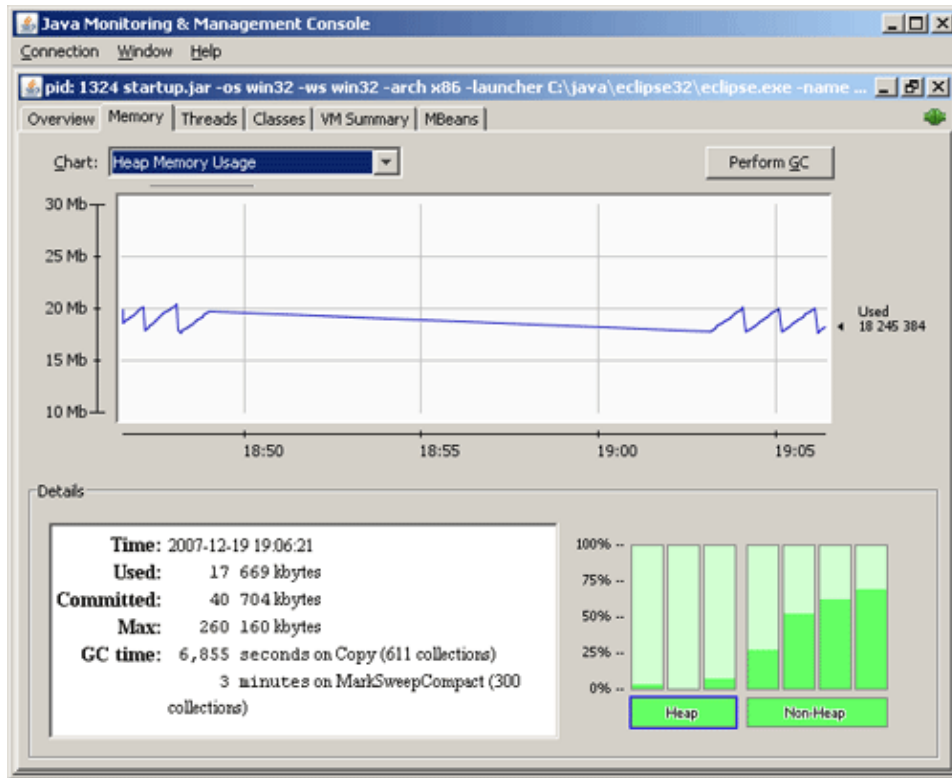 Java Monitoring & Management Console
Connection Window Help
pid: 1324 startup.jar -os win32 -ws win32 -arch x86 -launcher C:\java\eclipse32\eclipse.exe -name ...
Overview Memory Threads Classes VM Summary MBeans
Chart: Heap Memory Usage Perform GC
30 Mb
25 Mb
20 Mb
15 Mb
10 Mb
Used
18 245 384
18:50 18:55 19:00 19:05
Details
Time: 2007-12-19 19:06:21
Used: 17 669 kbytes
Committed: 40 704 kbytes
Max: 260 160 kbytes
GC time: 6,855 seconds on Copy (611 collections)
3 minutes on MarkSweepCompact (300
collections)
100% --
75% --
50% --
25% --
0% --
Heap Non-Heap